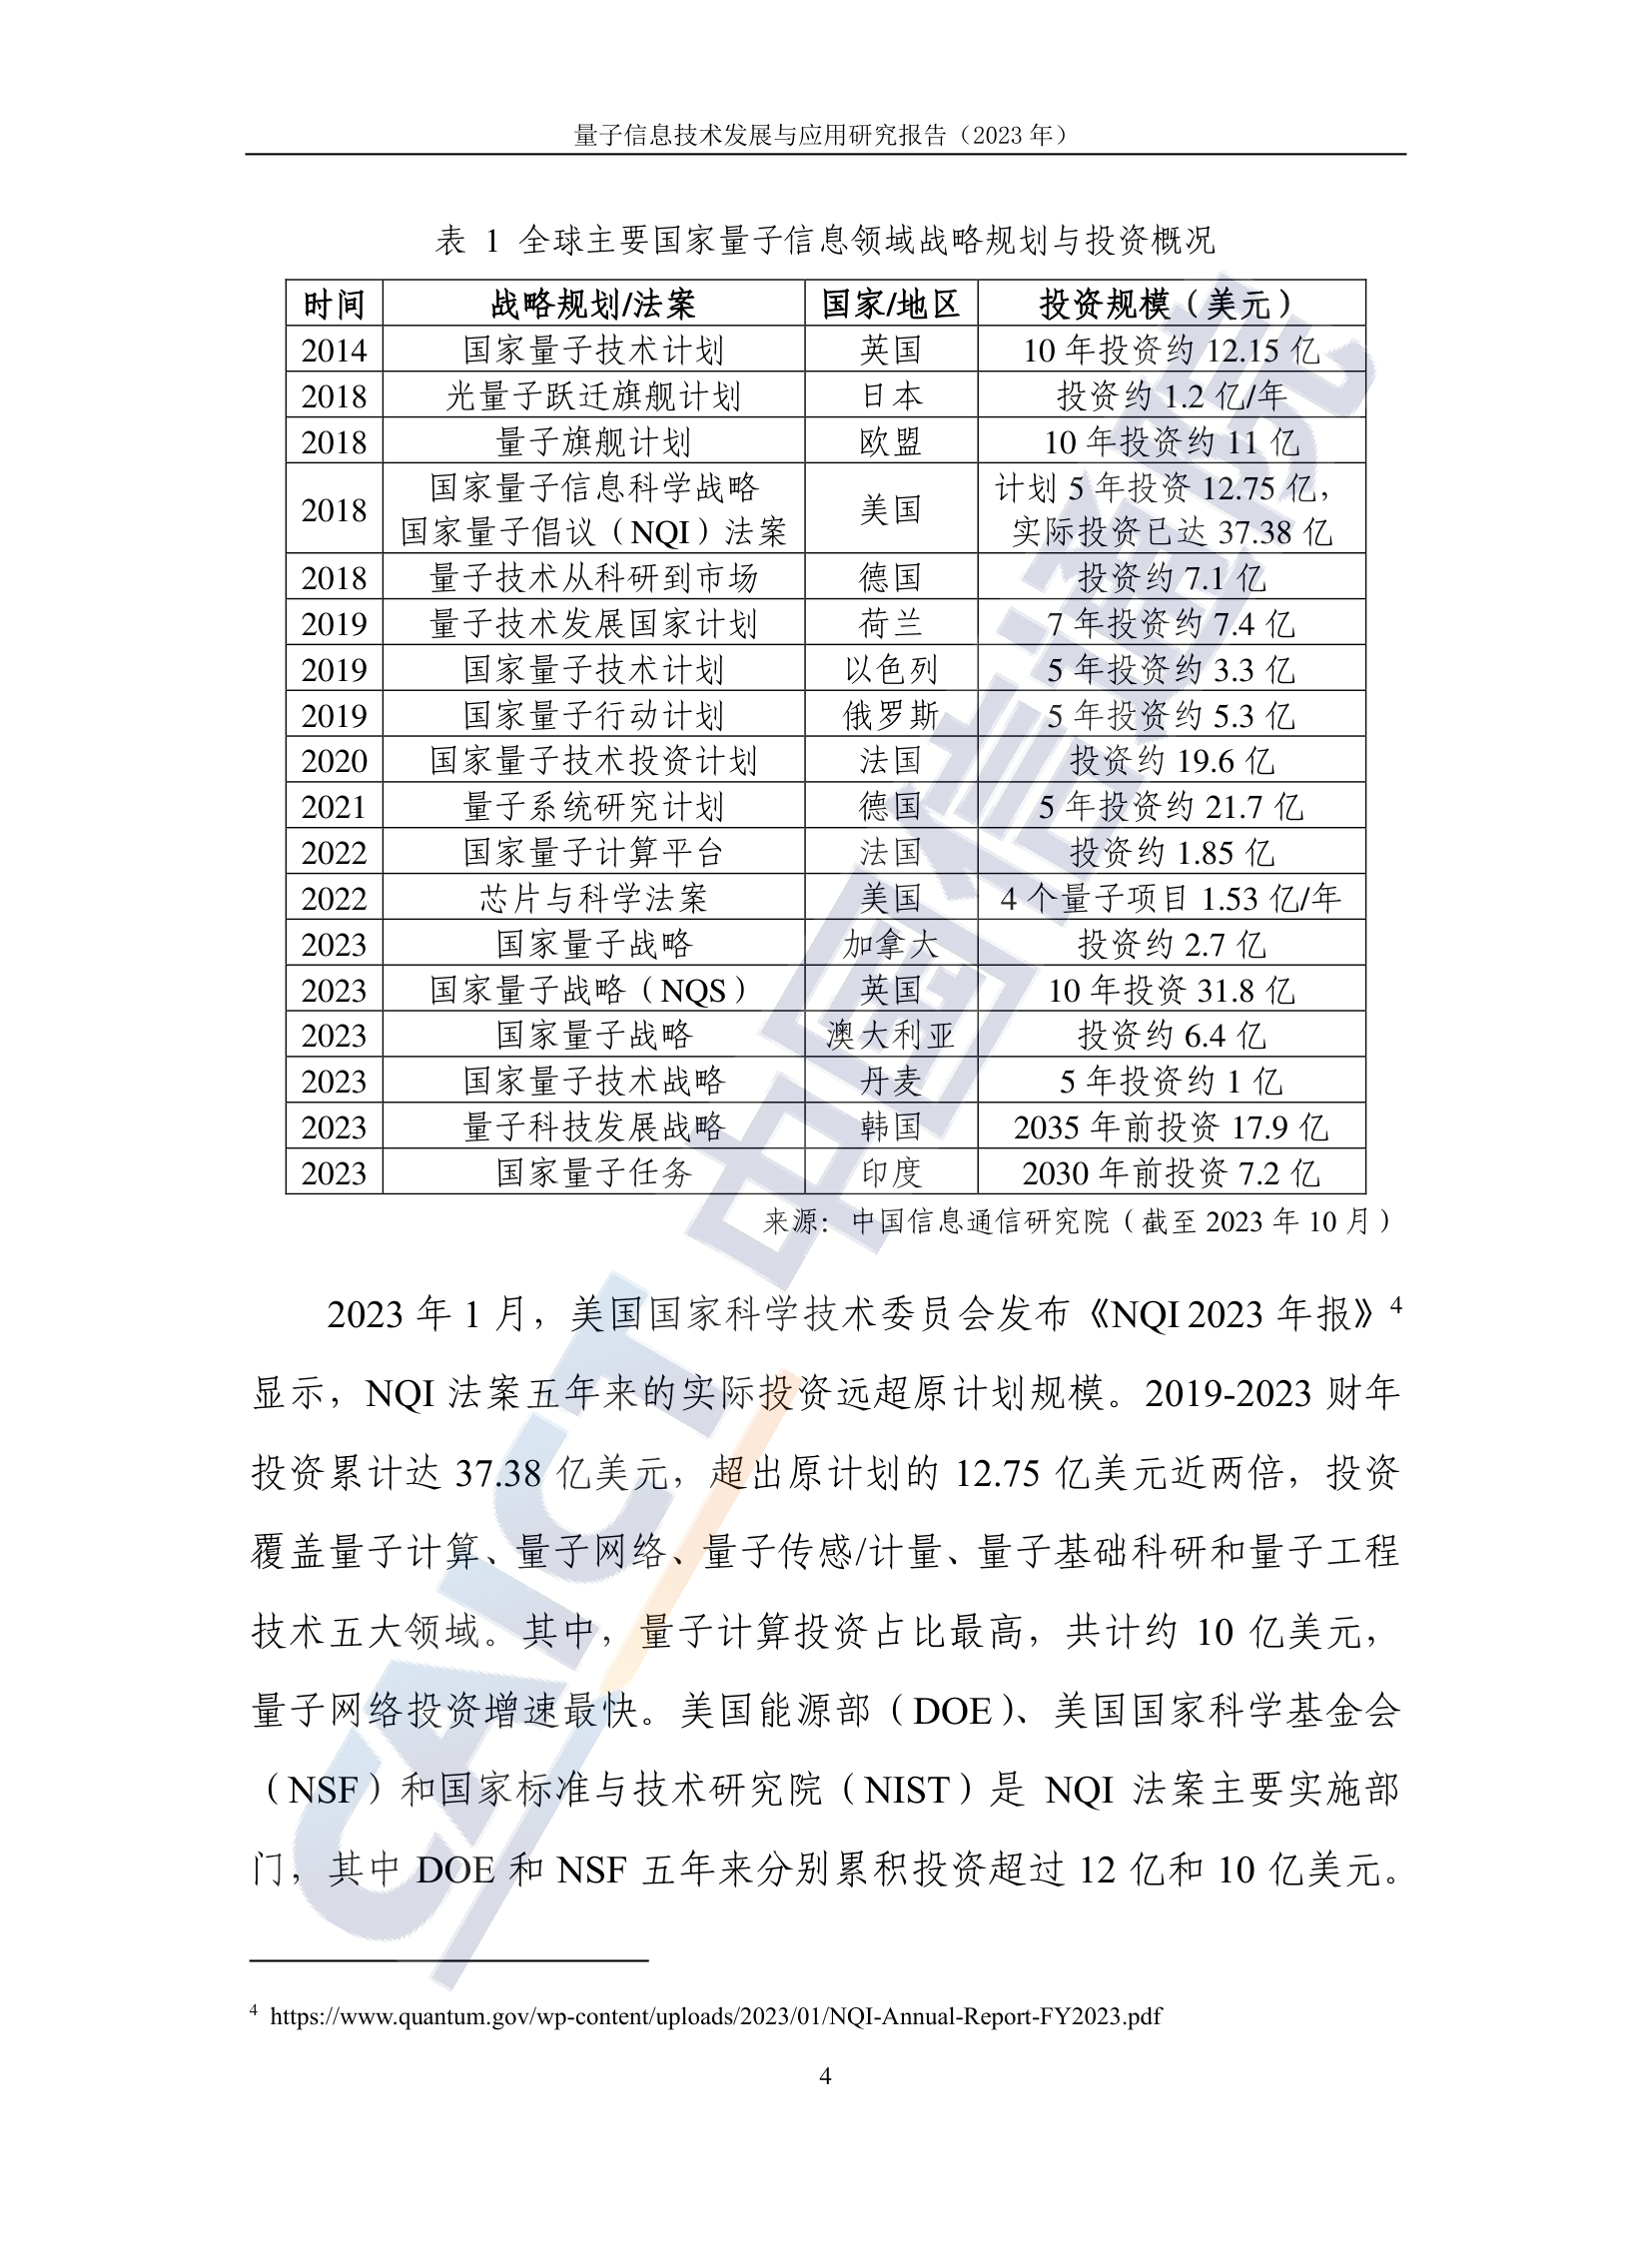 量子信息技术发展与应用研究报告（2023 年）
表 1 全球主要国家量子信息领域战略规划与投资概况
时间 战略规划/法案 国家/地区 投资规模（美元）
2014 国家量子技术计划 英国 10 年投资约 12.15 亿
2018 光量子跃迁旗舰计划 日本 投资约 1.2 亿/年
2018 量子旗舰计划 欧盟 10 年投资约 11 亿
2018 国家量子信息科学战略 美国 计划 5 年投资 12.75 亿，
国家量子倡议（NQI）法案 实际投资已达 37.38 亿
2018 量子技术从科研到市场 德国 投资约 7.1 亿
2019 量子技术发展国家计划 荷兰 7 年投资约 7.4 亿
2019 国家量子技术计划 以色列 5 年投资约 3.3 亿
2019 国家量子行动计划 俄罗斯 5 年投资约 5.3 亿
2020 国家量子技术投资计划 法国 投资约 19.6 亿
2021 量子系统研究计划 德国 5 年投资约 21.7 亿
2022 国家量子计算平台 法国 投资约 1.85 亿
2022 芯片与科学法案 美国 4 个量子项目 1.53 亿/年
2023 国家量子战略 加拿大 投资约 2.7 亿
2023 国家量子战略（NQS） 英国 10 年投资 31.8 亿
2023 国家量子战略 澳大利亚 投资约 6.4 亿
2023 国家量子技术战略 丹麦 5 年投资约 1 亿
2023 量子科技发展战略 韩国 2035 年前投资 17.9 亿
2023 国家量子任务 印度 2030 年前投资 7.2 亿
来源：中国信息通信研究院（截至 2023 年 10 月）
2023 年 1 月，美国国家科学技术委员会发布《NQI 2023 年报》4
显示，NQI 法案五年来的实际投资远超原计划规模。2019-2023 财年
投资累计达 37.38 亿美元，超出原计划的 12.75 亿美元近两倍，投资
覆盖量子计算、量子网络、量子传感/计量、量子基础科研和量子工程
技术五大领域。其中，量子计算投资占比最高，共计约 10 亿美元，
量子网络投资增速最快。美国能源部（DOE）、美国国家科学基金会
（NSF）和国家标准与技术研究院（NIST）是 NQI 法案主要实施部
门，其中 DOE 和 NSF 五年来分别累积投资超过 12 亿和 10 亿美元。
4 https://www.quantum.gov/wp-content/uploads/2023/01/NQI-Annual-Report-FY2023.pdf
4
CAICT 中国信通院